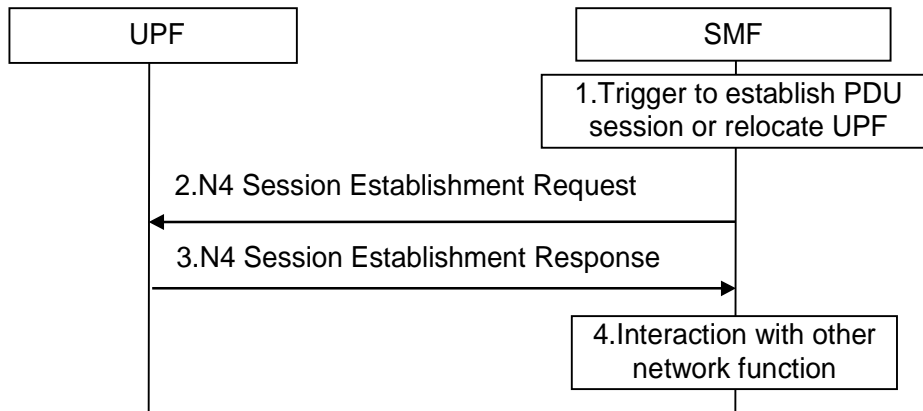 UPF
SMF
1.Trigger to establish PDU
session or relocate UPF
2.N4 Session Establishment Request
3.N4 Session Establishment Response
4.Interaction with other
network function